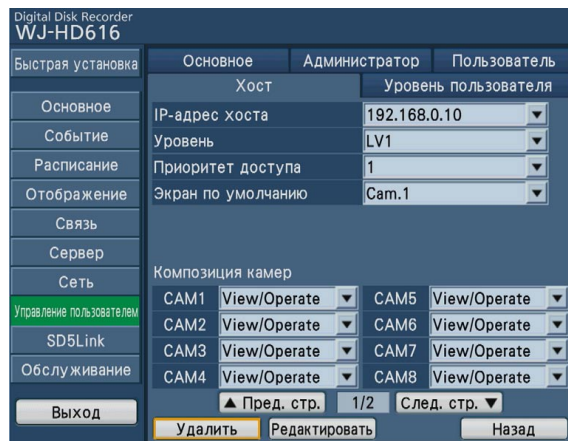 Digital Disk Recorder
WJ-HD616
Быстрая установка
Основное
Событие
Расписание
Отображение
Связь
Сервер
Сеть
Управление пользователем
SD5Link
Обслуживание
Выход
Основное Администратор Пользователь
Хост Уровень пользователя
IP-адрес хоста 192.168.0.10
Уровень LV1
Приоритет доступа 1
Экран по умолчанию Cam.1
Композиция камер
CAM1 View/Operate CAM5 View/Operate
CAM2 View/Operate CAM6 View/Operate
CAM3 View/Operate CAM7 View/Operate
CAM4 View/Operate CAM8 View/Operate
▲ Пред. стр. 1/2 След. стр. ▼
Удалить Редактировать Назад